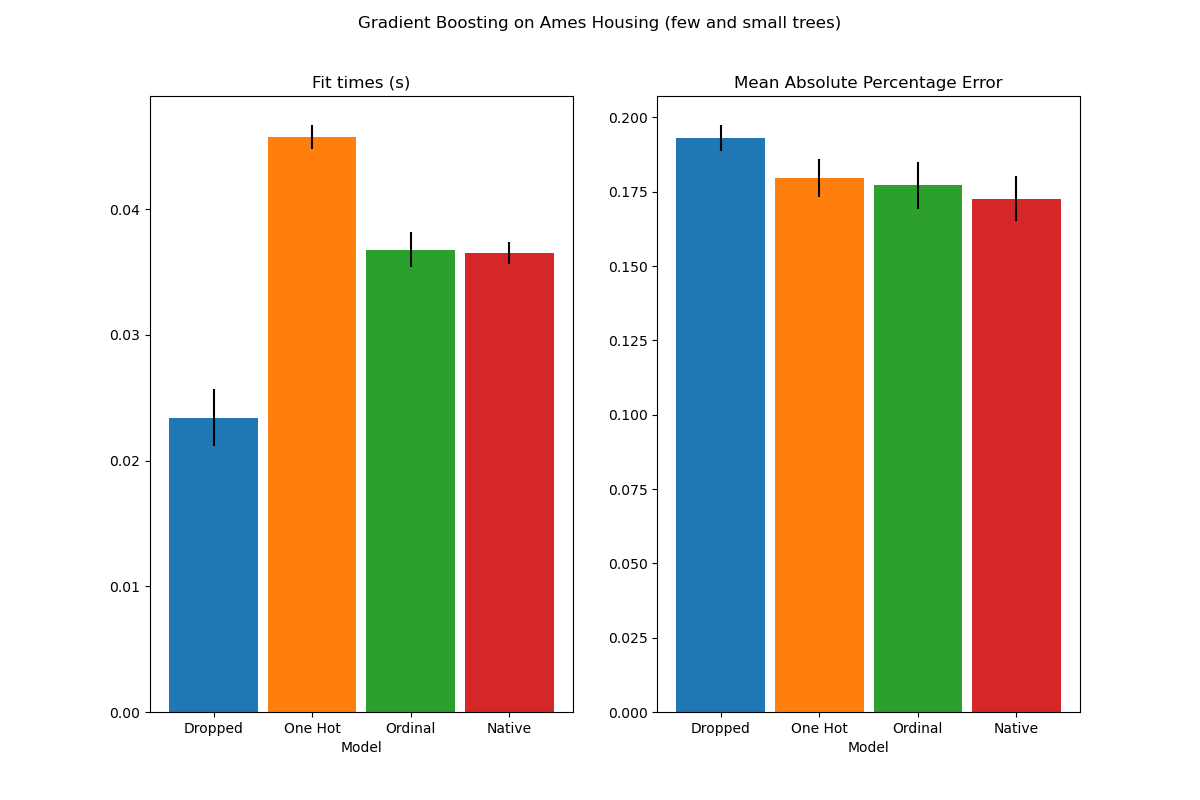 Gradient Boosting on Ames Housing (few and small trees)
Fit times (s)
0.04
0.03
0.02
0.01
0.00
Dropped One Hot Ordinal Native
Model
Mean Absolute Percentage Error
0.200
0.175
0.150
0.125
0.100
0.075
0.050
0.025
0.000
Dropped One Hot Ordinal Native
Model